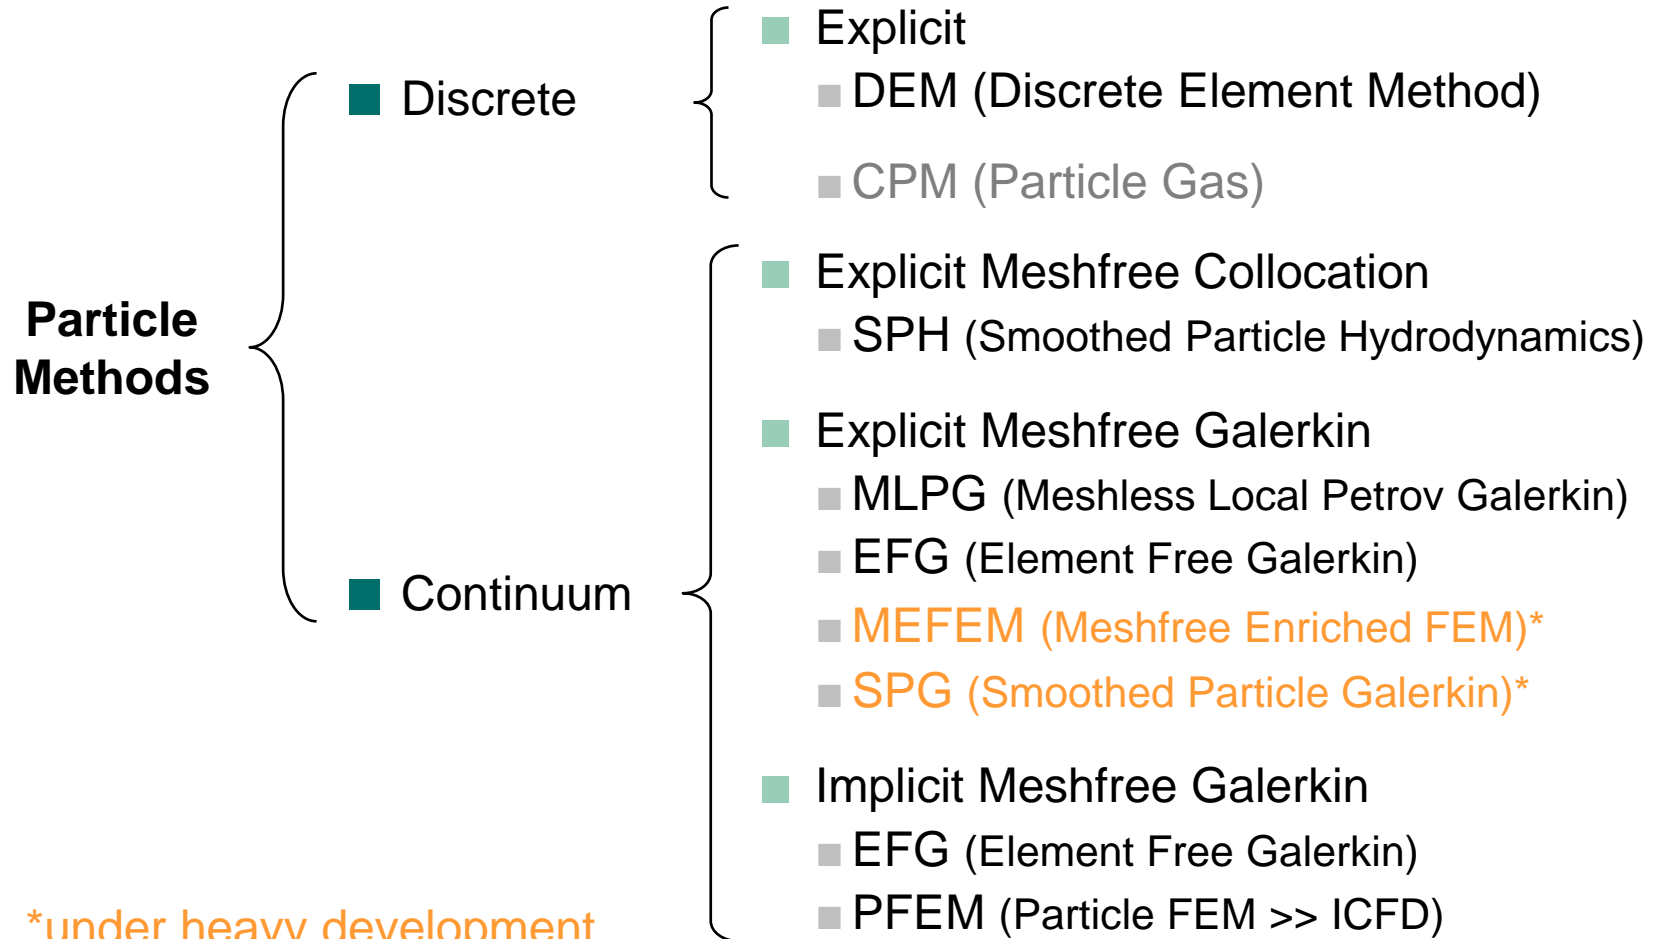 Particle
Methods
Discrete
Explicit
DEM (Discrete Element Method)
CPM (Particle Gas)
Continuum
Explicit Meshfree Collocation
SPH (Smoothed Particle Hydrodynamics)
Explicit Meshfree Galerkin
MLPG (Meshless Local Petrov Galerkin)
EFG (Element Free Galerkin)
MEFEM (Meshfree Enriched FEM)*
SPG (Smoothed Particle Galerkin)*
Implicit Meshfree Galerkin
EFG (Element Free Galerkin)
PFEM (Particle FEM >> ICFD)
*under heavy development